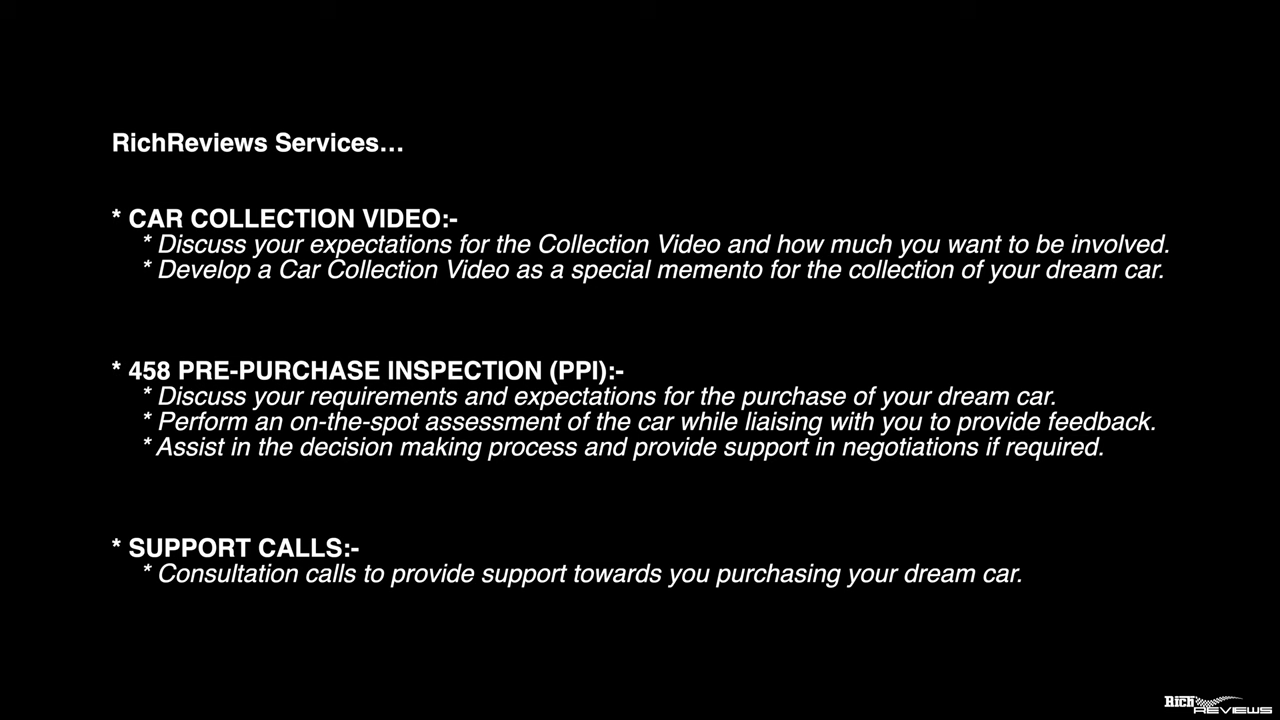 RichReviews Services...
* CAR COLLECTION VIDEO:-
* Discuss your expectations for the Collection Video and how much you want to be involved.
* Develop a Car Collection Video as a special memento for the collection of your dream car.
* 458 PRE-PURCHASE INSPECTION (PPI):-
* Discuss your requirements and expectations for the purchase of your dream car.
* Perform an on-the-spot assessment of the car while liaising with you to provide feedback.
* Assist in the decision making process and provide support in negotiations if required.
* SUPPORT CALLS:-
* Consultation calls to provide support towards you purchasing your dream car.
Rich
REVIEWS